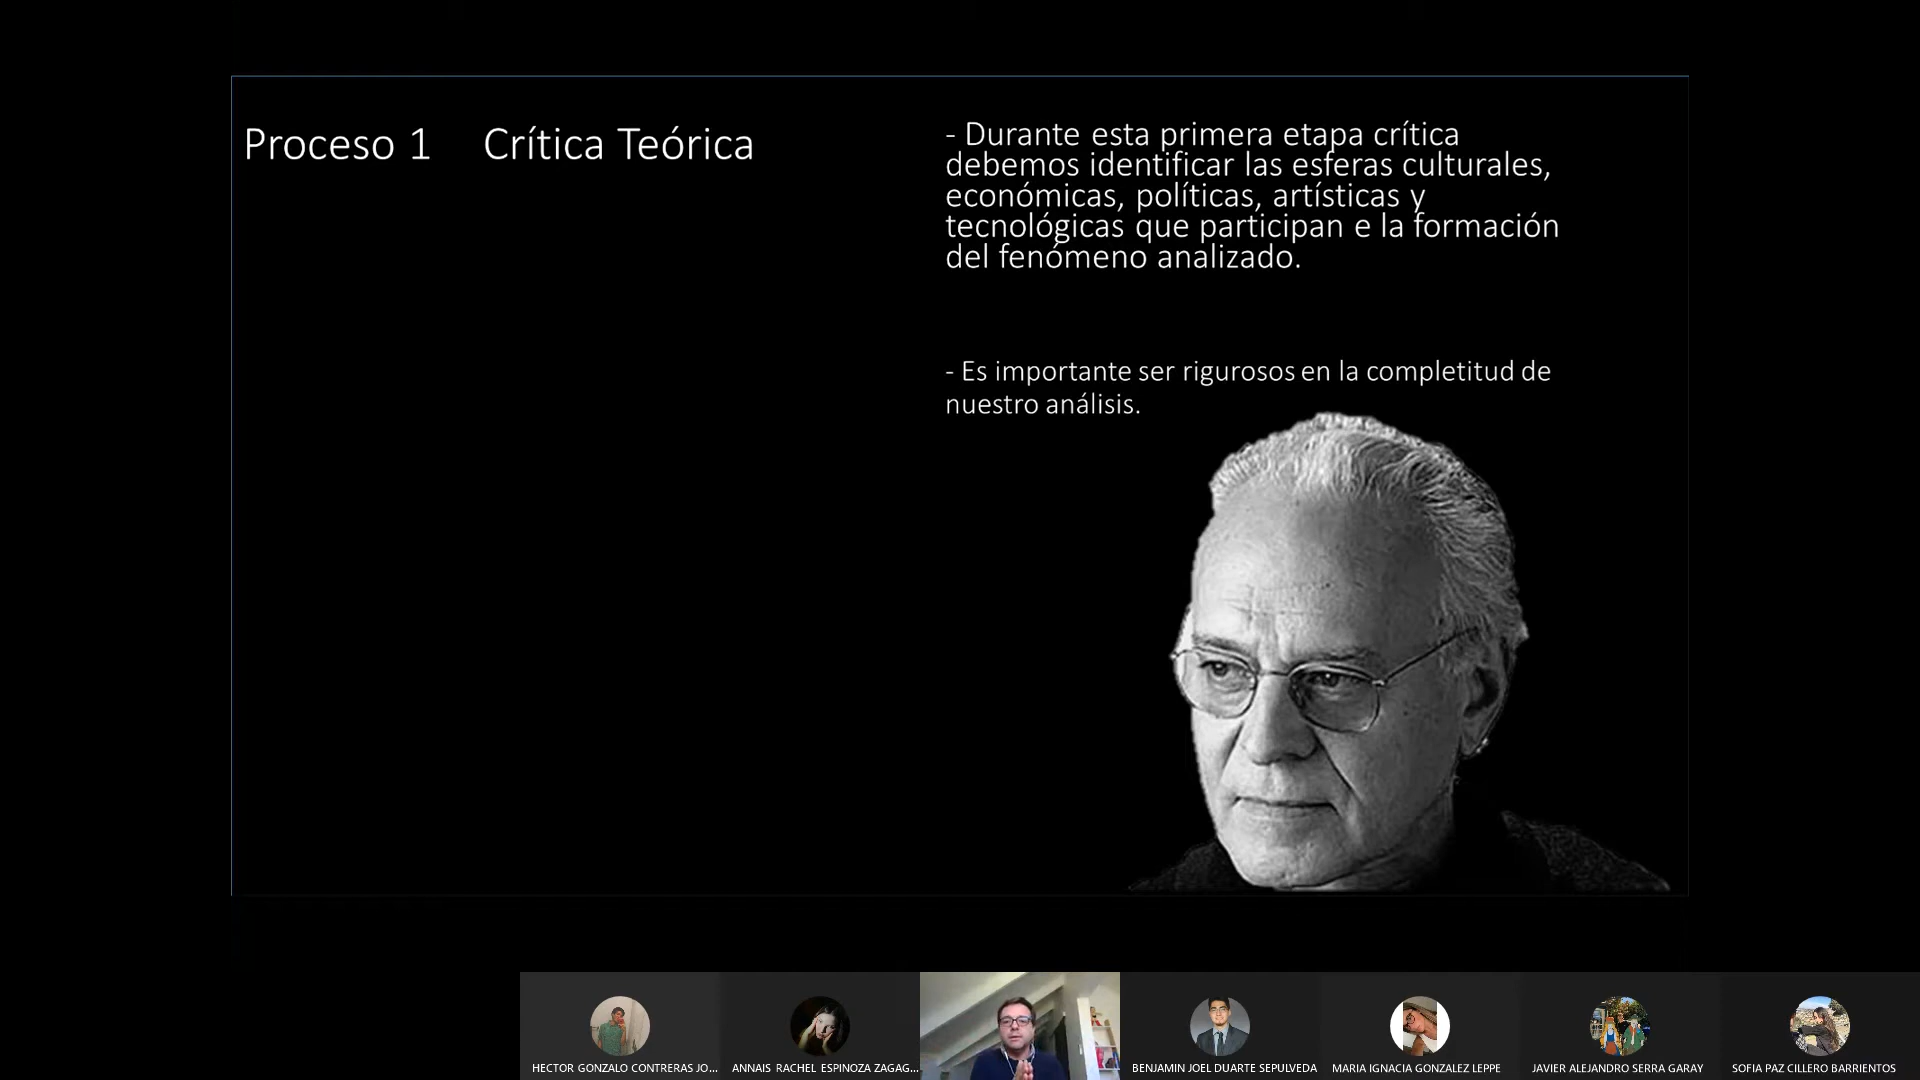 Proceso 1 Crítica Teórica
- Durante esta primera etapa crítica
debemos identificar las esferas culturales,
económicas, políticas, artísticas y
tecnológicas que participan e la formación
del fenómeno analizado.
- Es importante ser rigurosos en la completitud de
nuestro análisis.
HECTOR GONZALO CONTRERAS JO...
ANNAIS RACHEL ESPINOZA ZAGAG...
BENJAMIN JOEL DUARTE SEPULVEDA
MARIA IGNACIA GONZALEZ LEPPE
JAVIER ALEJANDRO SERRA GARAY
SOFIA PAZ CILLERO BARRIENTOS